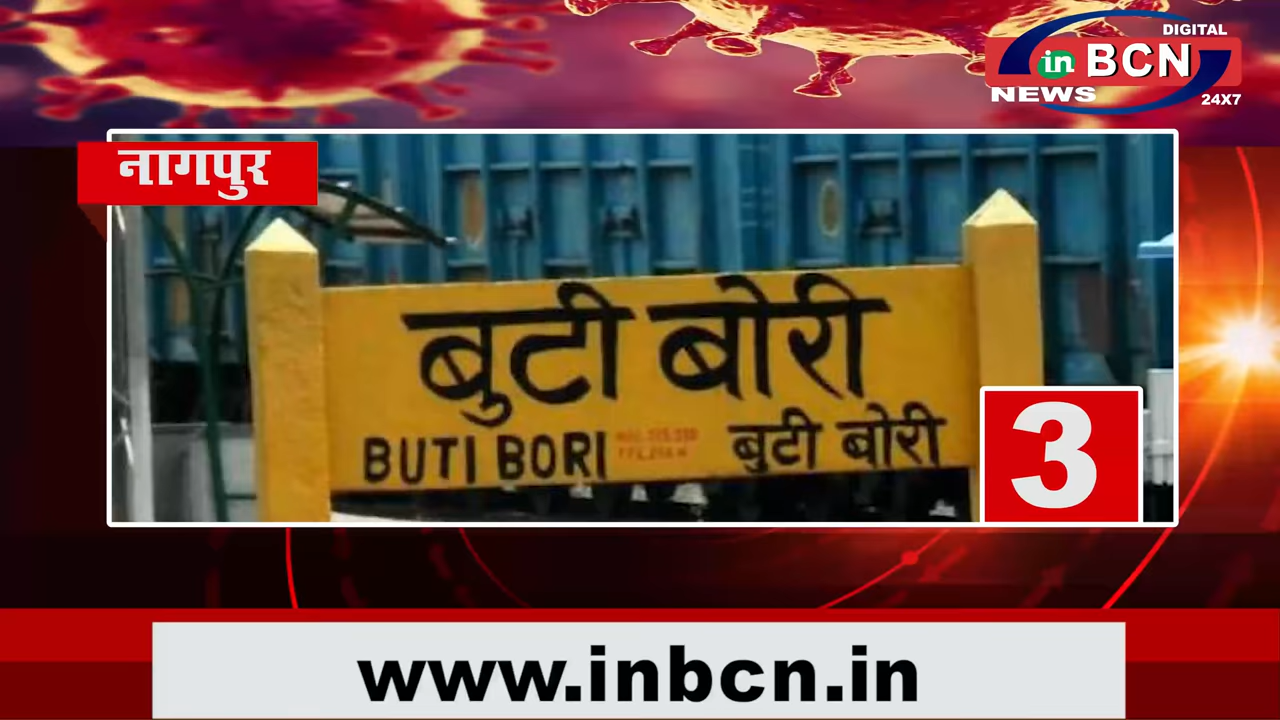 DIGITAL
in BCN
NEWS
24X7
नागपुर
बुटी बोरी
BUTI BORI
बुटी बोरी
3
www.inbcn.in